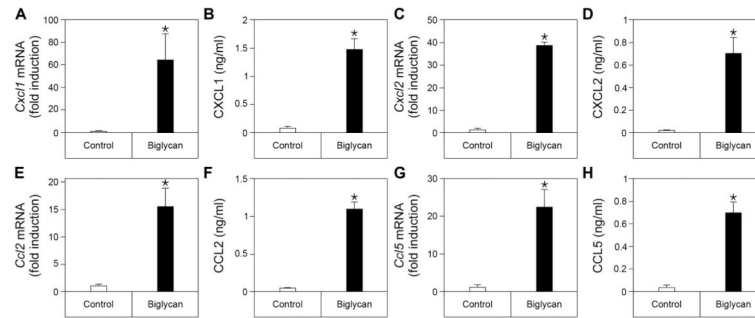 A
Cxcl1 mRNA
(fold induction)
100
80
60
40
20
0
*
Control
Biglycan
B
CXCL1 (ng/ml)
2
1.5
1
0.5
0
*
Control
Biglycan
C
Cxcl2 mRNA
(fold induction)
50
40
30
20
10
0
*
Control
Biglycan
D
CXCL2 (ng/ml)
1
0.8
0.6
0.4
0.2
0
*
Control
Biglycan
E
Ccl2 mRNA
(fold induction)
20
15
10
5
0
*
Control
Biglycan
F
CCL2 (ng/ml)
1.5
1
0.5
0
*
Control
Biglycan
G
Ccl5 mRNA
(fold induction)
30
20
10
0
*
Control
Biglycan
H
CCL5 (ng/ml)
1
0.8
0.6
0.4
0.2
0
*
Control
Biglycan